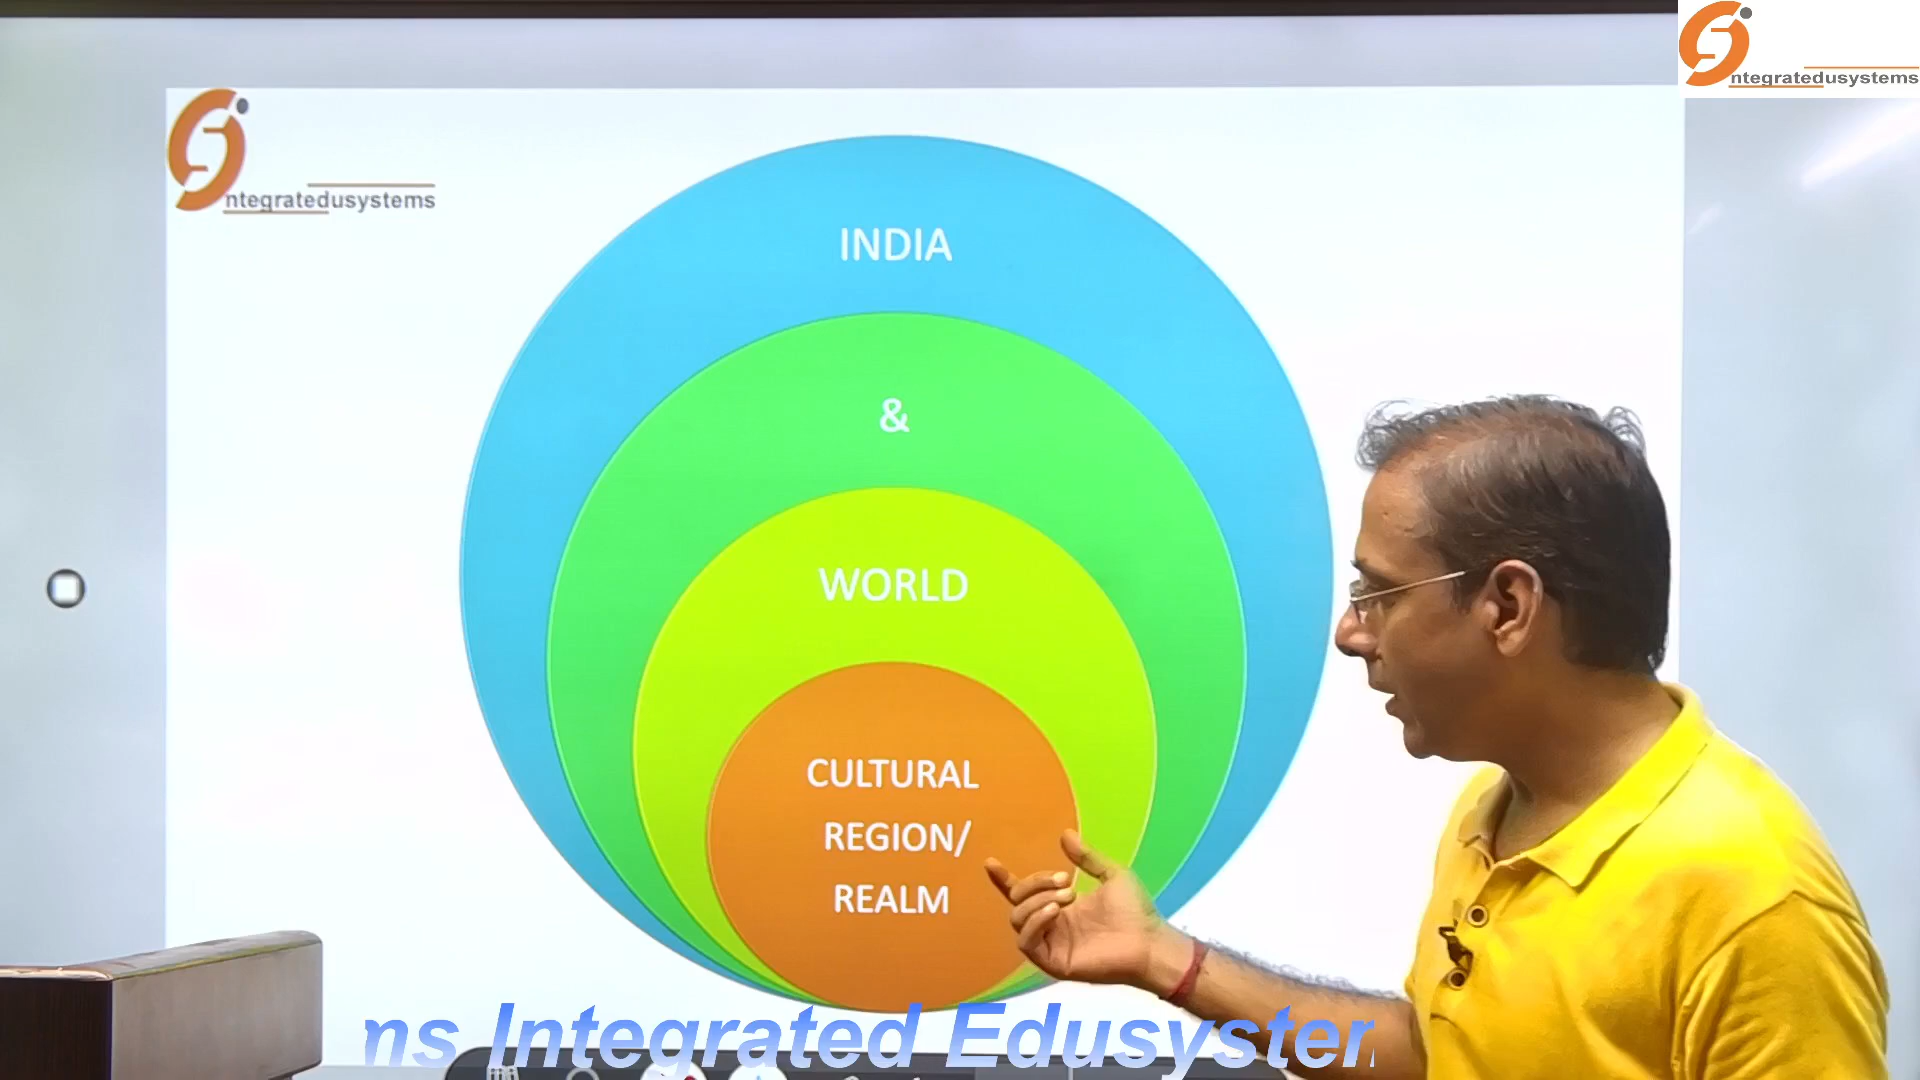 ntegratedusystems
ntegratedusystems
INDIA
&
WORLD
CULTURAL
REGION/
REALM
ns Integrated Edusyster